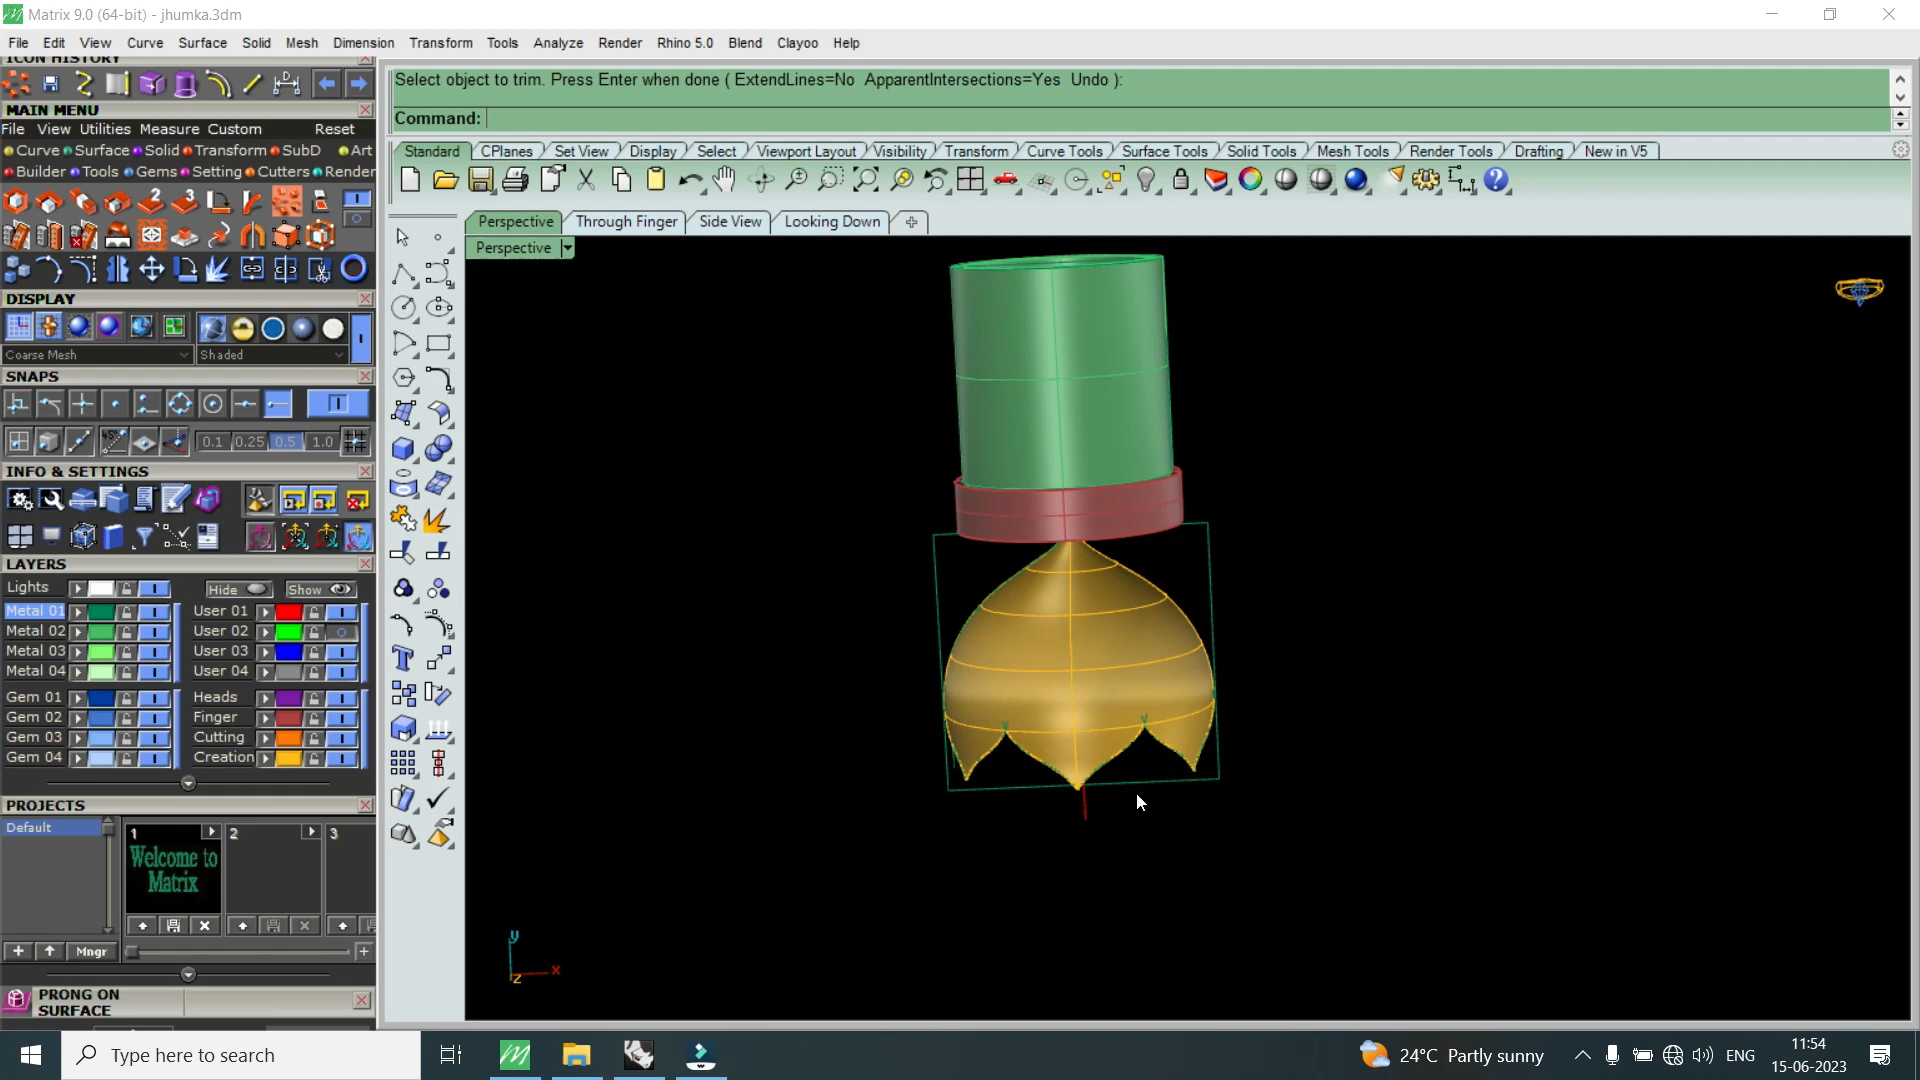 Matrix 9.0 (64-bit) - jhumka.3dm
File Edit View Curve Surface Solid Mesh Dimension Transform Tools Analyze Render Rhino 5.0 Blend Clayoo Help
ICON HISTORY
Select object to trim. Press Enter when done ( ExtendLines=No ApparentIntersections=Yes Undo ):
Command:
MAIN MENU
File View Utilities Measure Custom Reset
Curve Surface Solid Transform SubD Art
Builder Tools Gems Setting Cutters Render
Standard CPlanes Set View Display Select Viewport Layout Visibility Transform Curve Tools Surface Tools Solid Tools Mesh Tools Render Tools Drafting New in V5
2 3
Perspective Through Finger Side View Looking Down
Perspective
DISPLAY
Coarse Mesh Shaded
SNAPS
0.1 0.25 0.5 1.0
INFO & SETTINGS
LAYERS
Lights Hide Show
Metal 01 User 01
Metal 02 User 02
Metal 03 User 03
Metal 04 User 04
Gem 01 Heads
Gem 02 Finger
Gem 03 Cutting
Gem 04 Creation
PROJECTS
Default
1 2 3
Welcome to
Matrix
Mngr
PRONG ON
SURFACE
y
x
z
Type here to search
24°C Partly sunny
ENG
11:54
15-06-2023